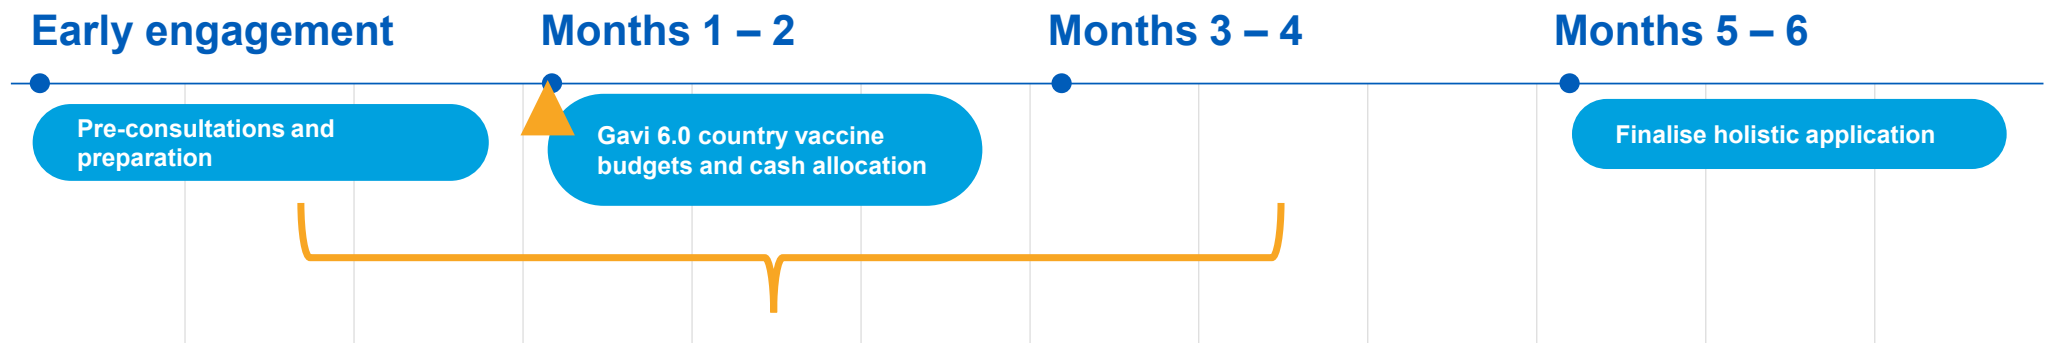 Early engagement
Months 1 – 2
Months 3 – 4
Months 5 – 6
Pre-consultations and
preparation
Gavi 6.0 country vaccine
budgets and cash allocation
Finalise holistic application